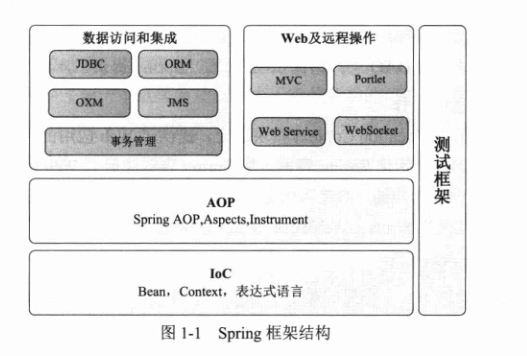 数据访问和集成
JDBC
ORM
OXM
JMS
事务管理
Web及远程操作
MVC
Portlet
Web Service
WebSocket
测试框架
AOP
Spring AOP,Aspects,Instrument
IoC
Bean，Context，表达式语言
图 1-1 Spring 框架结构